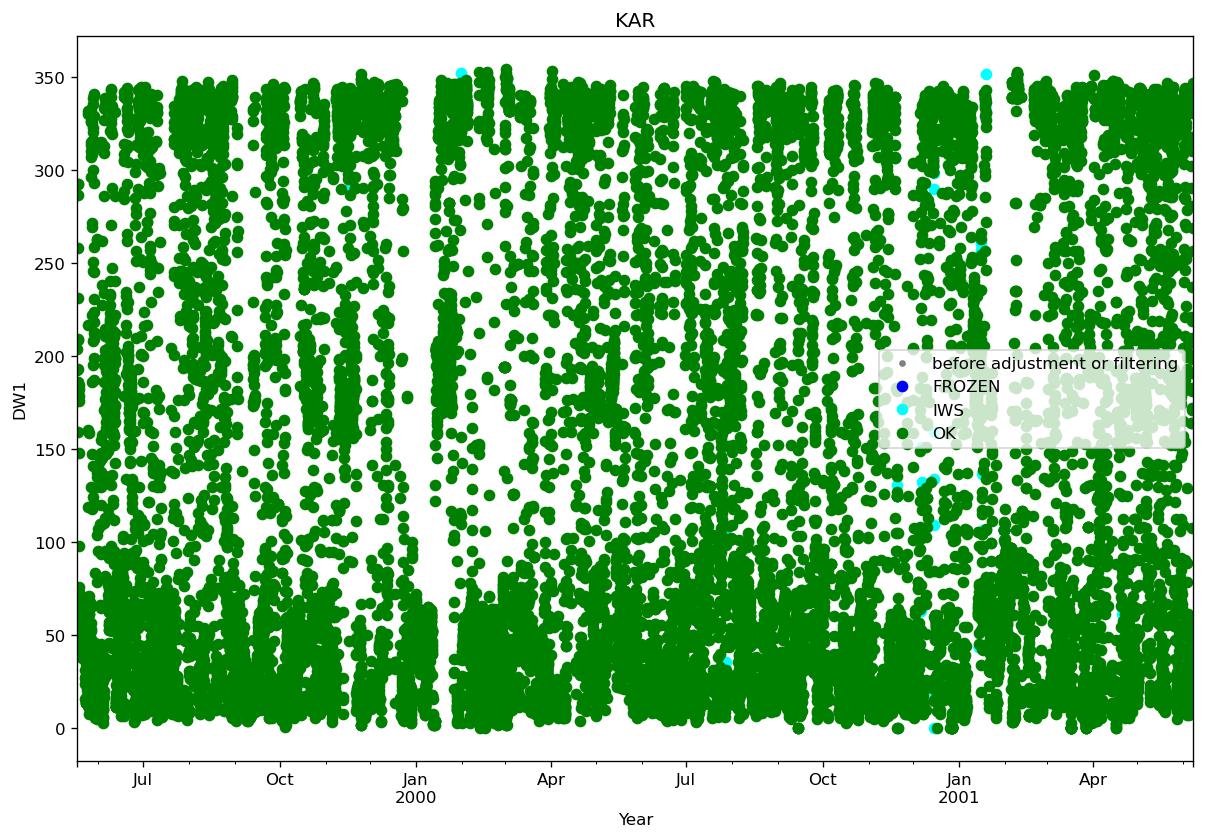 KAR
350
300
250
200
150
100
50
0
DW1
before adjustment or filtering
FROZEN
IWS
OK
Jul Oct Jan Apr Jul Oct Jan Apr
2000 2001
Year